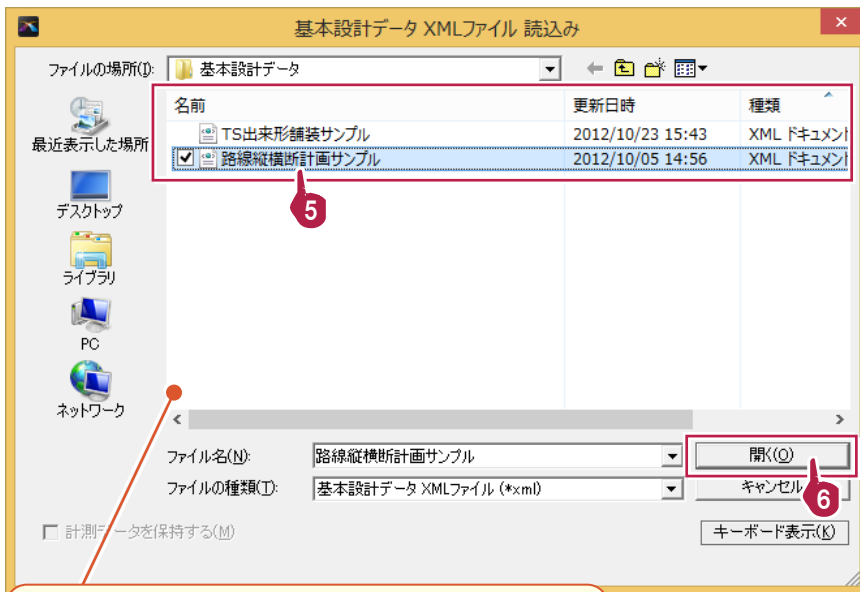 基本設計データ XMLファイル 読込み
ファイルの場所(I): 基本設計データ
名前 更新日時 種類
TS出来形舗装サンプル 2012/10/23 15:43 XML ドキュメント
路線縦横断計画サンプル 2012/10/05 14:56 XML ドキュメント
5
最近表示した場所
デスクトップ
ライブラリ
PC
ネットワーク
ファイル名(N): 路線縦横断計画サンプル 開く(O)
ファイルの種類(T): 基本設計データ XMLファイル (*xml) キャンセル
6
計測データを保持する(M) キーボード表示(K)